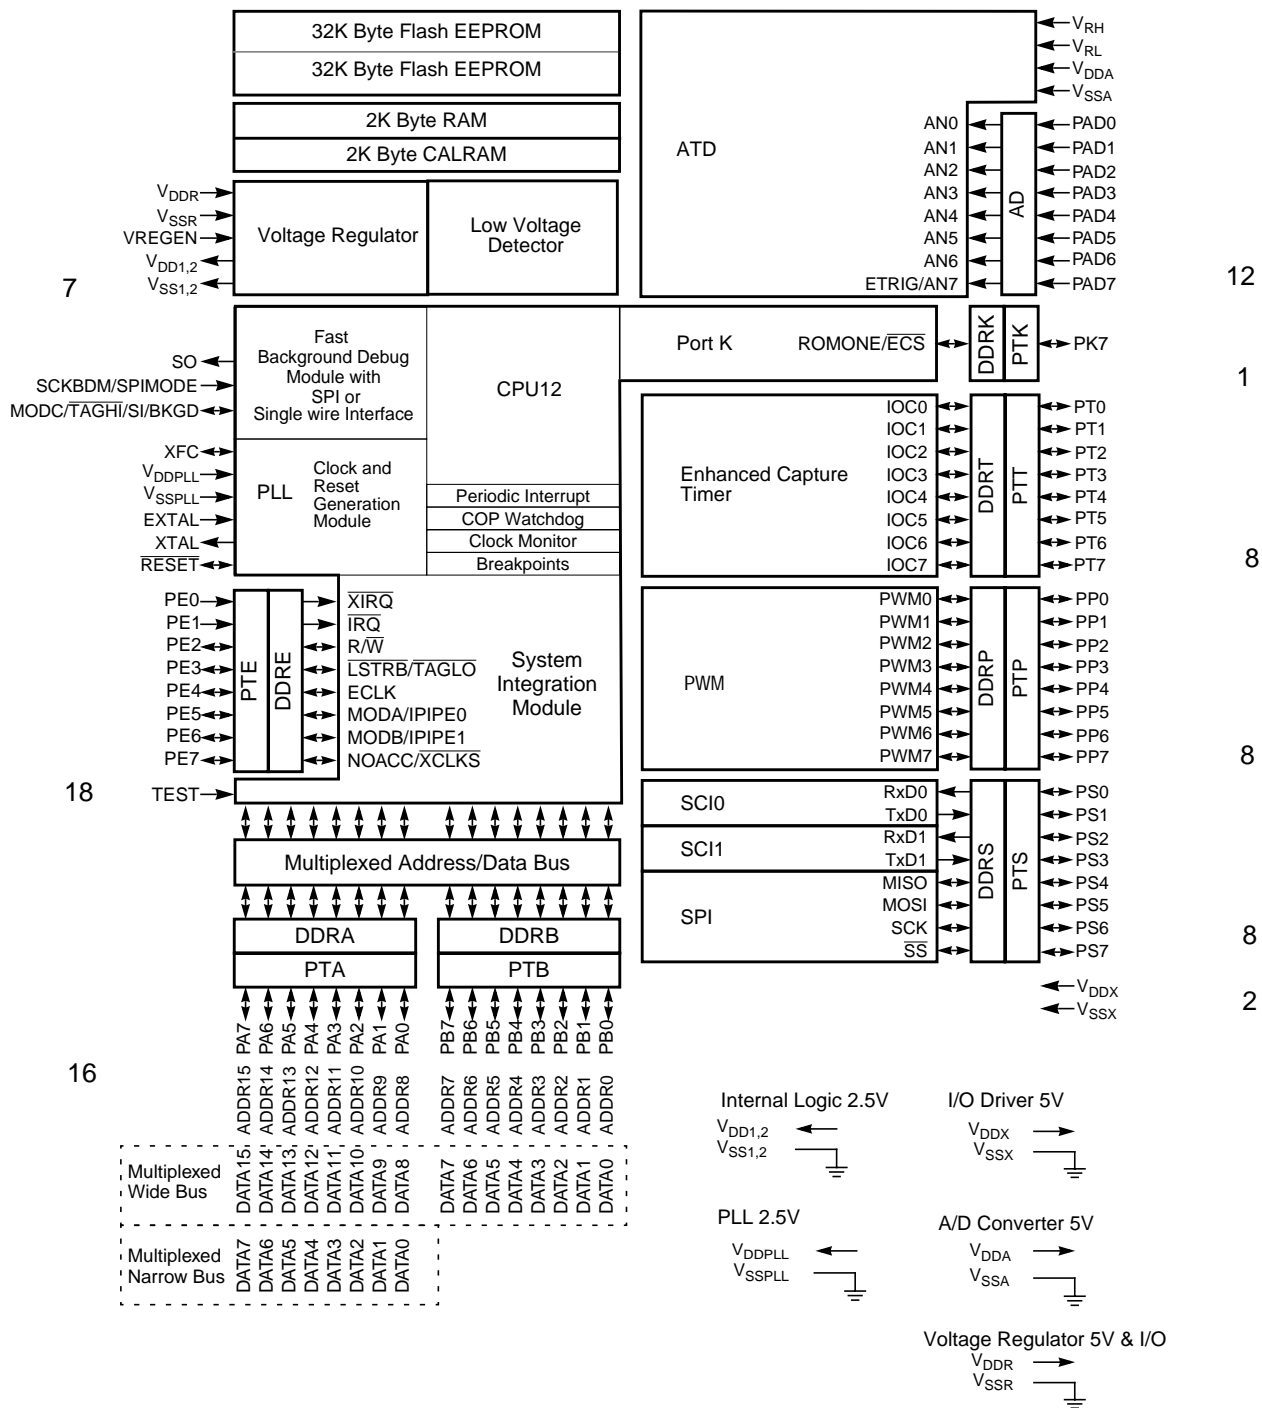 32K Byte Flash EEPROM
32K Byte Flash EEPROM
2K Byte RAM
2K Byte CALRAM
VDDR
VSSR
VREGEN
VDD1,2
VSS1,2
Voltage Regulator
Low Voltage
Detector
7
SO
SCKBDM/SPIMODE
MODC/TAGHI/SI/BKGD
Fast
Background Debug
Module with
SPI or
Single wire Interface
CPU12
XFC
VDDPLL
VSSPLL
EXTAL
XTAL
RESET
PLL
Clock and
Reset
Generation
Module
Periodic Interrupt
COP Watchdog
Clock Monitor
Breakpoints
PE0
PE1
PE2
PE3
PE4
PE5
PE6
PE7
PTE
DDRE
XIRQ
IRQ
R/W
LSTRB/TAGLO
ECLK
MODA/IPIPE0
MODB/IPIPE1
NOACC/XCLKS
System
Integration
Module
18
TEST
Multiplexed Address/Data Bus
DDRA
DDRB
PTA
PTB
PA7
PA6
PA5
PA4
PA3
PA2
PA1
PA0
PB7
PB6
PB5
PB4
PB3
PB2
PB1
PB0
16
ADDR15
ADDR14
ADDR13
ADDR12
ADDR11
ADDR10
ADDR9
ADDR8
ADDR7
ADDR6
ADDR5
ADDR4
ADDR3
ADDR2
ADDR1
ADDR0
Multiplexed
Wide Bus
DATA15
DATA14
DATA13
DATA12
DATA11
DATA10
DATA9
DATA8
DATA7
DATA6
DATA5
DATA4
DATA3
DATA2
DATA1
DATA0
Multiplexed
Narrow Bus
DATA7
DATA6
DATA5
DATA4
DATA3
DATA2
DATA1
DATA0
ATD
VRH
VRL
VDDA
VSSA
AN0
AN1
AN2
AN3
AN4
AN5
AN6
ETRIG/AN7
AD
PAD0
PAD1
PAD2
PAD3
PAD4
PAD5
PAD6
PAD7
12
Port K
ROMONE/ECS
DDRK
PTK
PK7
1
Enhanced Capture
Timer
IOC0
IOC1
IOC2
IOC3
IOC4
IOC5
IOC6
IOC7
DDRT
PTT
PT0
PT1
PT2
PT3
PT4
PT5
PT6
PT7
8
PWM
PWM0
PWM1
PWM2
PWM3
PWM4
PWM5
PWM6
PWM7
DDRP
PTP
PP0
PP1
PP2
PP3
PP4
PP5
PP6
PP7
8
SCI0
RxD0
TxD0
SCI1
RxD1
TxD1
SPI
MISO
MOSI
SCK
SS
DDRS
PTS
PS0
PS1
PS2
PS3
PS4
PS5
PS6
PS7
8
VDDX
VSSX
2
Internal Logic 2.5V
VDD1,2
VSS1,2
I/O Driver 5V
VDDX
VSSX
PLL 2.5V
VDDPLL
VSSPLL
A/D Converter 5V
VDDA
VSSA
Voltage Regulator 5V & I/O
VDDR
VSSR